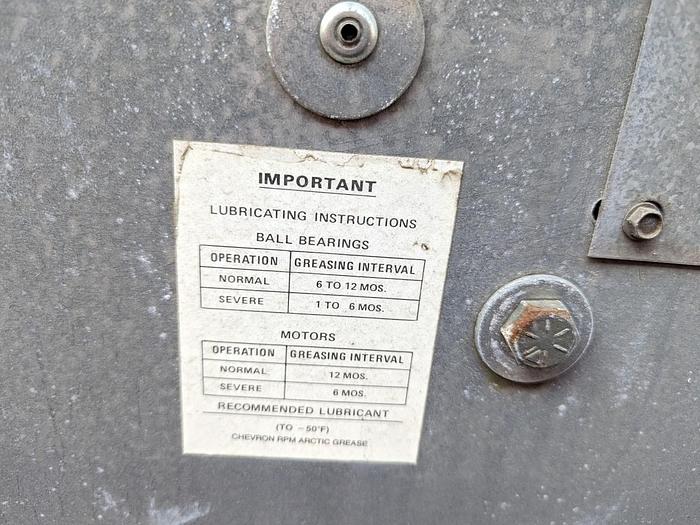 IMPORTANT
LUBRICATING INSTRUCTIONS
BALL BEARINGS
OPERATION GREASING INTERVAL
NORMAL 6 TO 12 MOS.
SEVERE 1 TO 6 MOS.
MOTORS
OPERATION GREASING INTERVAL
NORMAL 12 MOS.
SEVERE 6 MOS.
RECOMMENDED LUBRICANT
(TO -50°F)
CHEVRON RPM ARCTIC GREASE